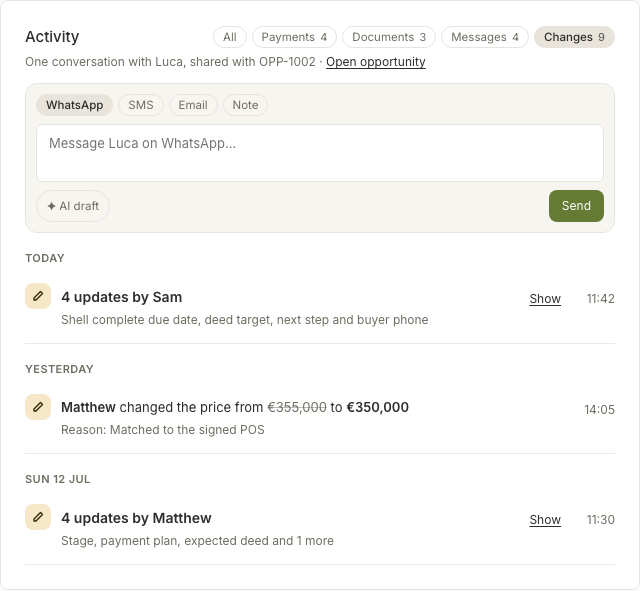 Activity
All
Payments 4
Documents 3
Messages 4
Changes 9
One conversation with Luca, shared with OPP-1002 · Open opportunity
WhatsApp
SMS
Email
Note
Message Luca on WhatsApp...
✦ AI draft
Send
TODAY
4 updates by Sam
Show
11:42
Shell complete due date, deed target, next step and buyer phone
YESTERDAY
Matthew changed the price from €355,000 to €350,000
14:05
Reason: Matched to the signed POS
SUN 12 JUL
4 updates by Matthew
Show
11:30
Stage, payment plan, expected deed and 1 more